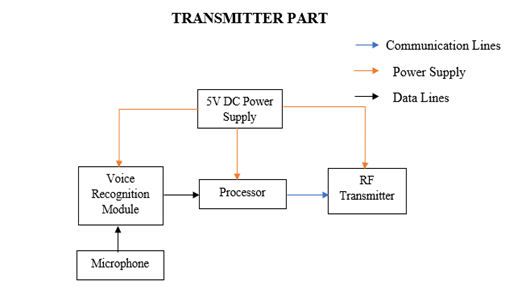 TRANSMITTER PART
Communication Lines
Power Supply
Data Lines
5V DC Power
Supply
Voice
Recognition
Module
Processor
RF
Transmitter
Microphone